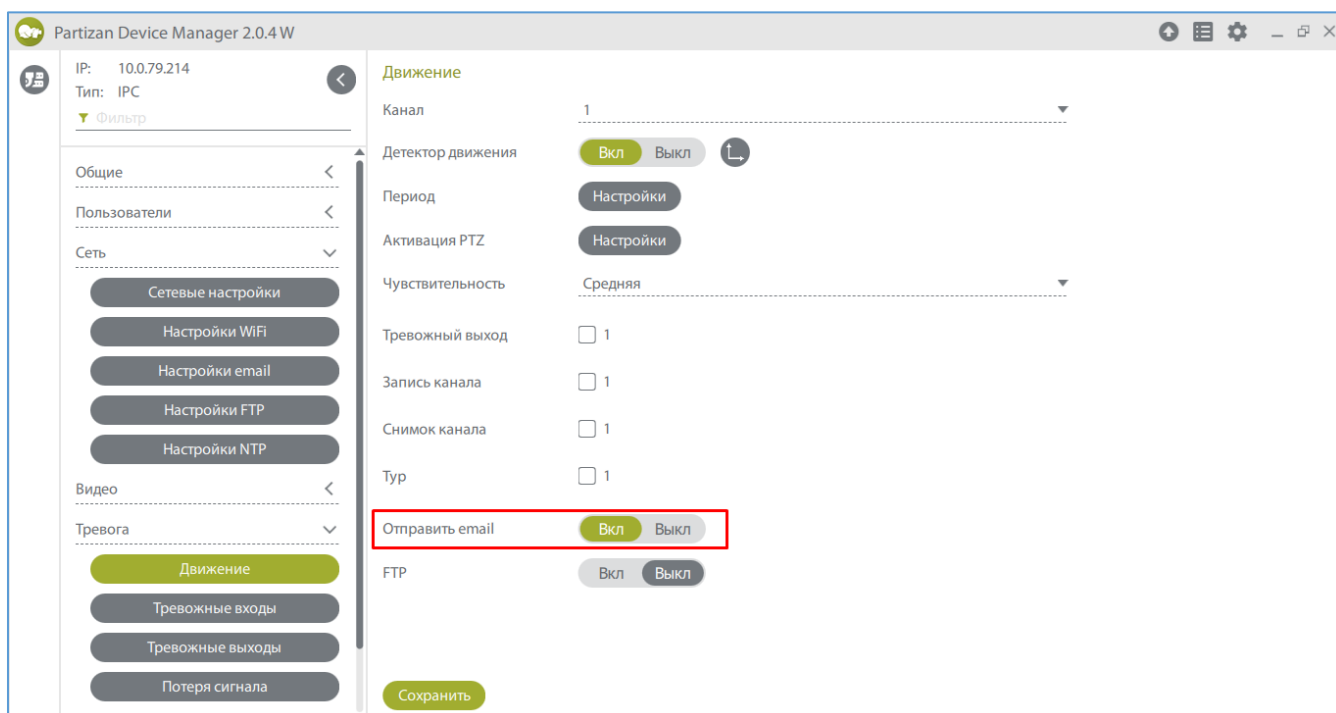 Partizan Device Manager 2.0.4 W
IP: 10.0.79.214
Тип: IPC
Фильтр
Общие
Пользователи
Сеть
Сетевые настройки
Настройки WiFi
Настройки email
Настройки FTP
Настройки NTP
Видео
Тревога
Движение
Тревожные входы
Тревожные выходы
Потеря сигнала
Движение
Канал 1
Детектор движения Вкл Выкл
Период Настройки
Активация PTZ Настройки
Чувствительность Средняя
Тревожный выход 1
Запись канала 1
Снимок канала 1
Тур 1
Отправить email Вкл Выкл
FTP Вкл Выкл
Сохранить